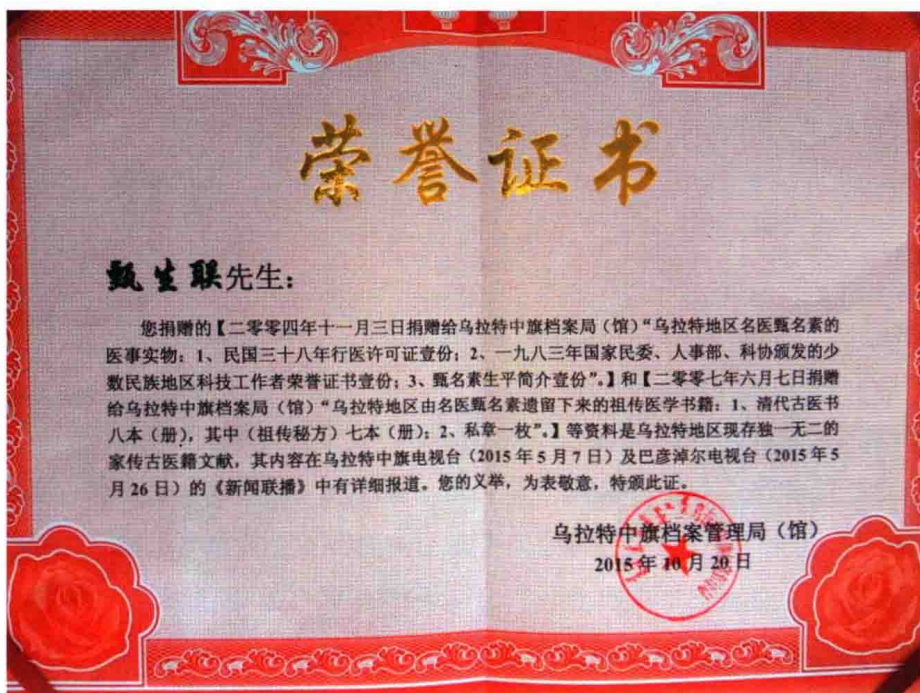 荣誉证书
甄生联先生：
您捐赠的【二零零四年十一月三日捐赠给乌拉特中旗档案局（馆）“乌拉特地区名医甄名素的
医事实物：1、民国三十八年行医许可证壹份；2、一九八三年国家民委、人事部、科协颁发的少
数民族地区科技工作者荣誉证书壹份；3、甄名素生平简介壹份”。】和【二零零七年六月七日捐赠
给乌拉特中旗档案局（馆）“乌拉特地区由名医甄名素遗留下来的祖传医学书籍：1、清代古医书
八本（册），其中（祖传秘方）七本（册）；2、私章一枚”。】等资料是乌拉特地区现存独一无二的
家传古医籍文献，其内容在乌拉特中旗电视台（2015年5月7日）及巴彦淖尔电视台（2015年5
月26日）的《新闻联播》中有详细报道。您的义举，为表敬意，特颁此证。
乌拉特中旗档案管理局（馆）
2015年10月20日